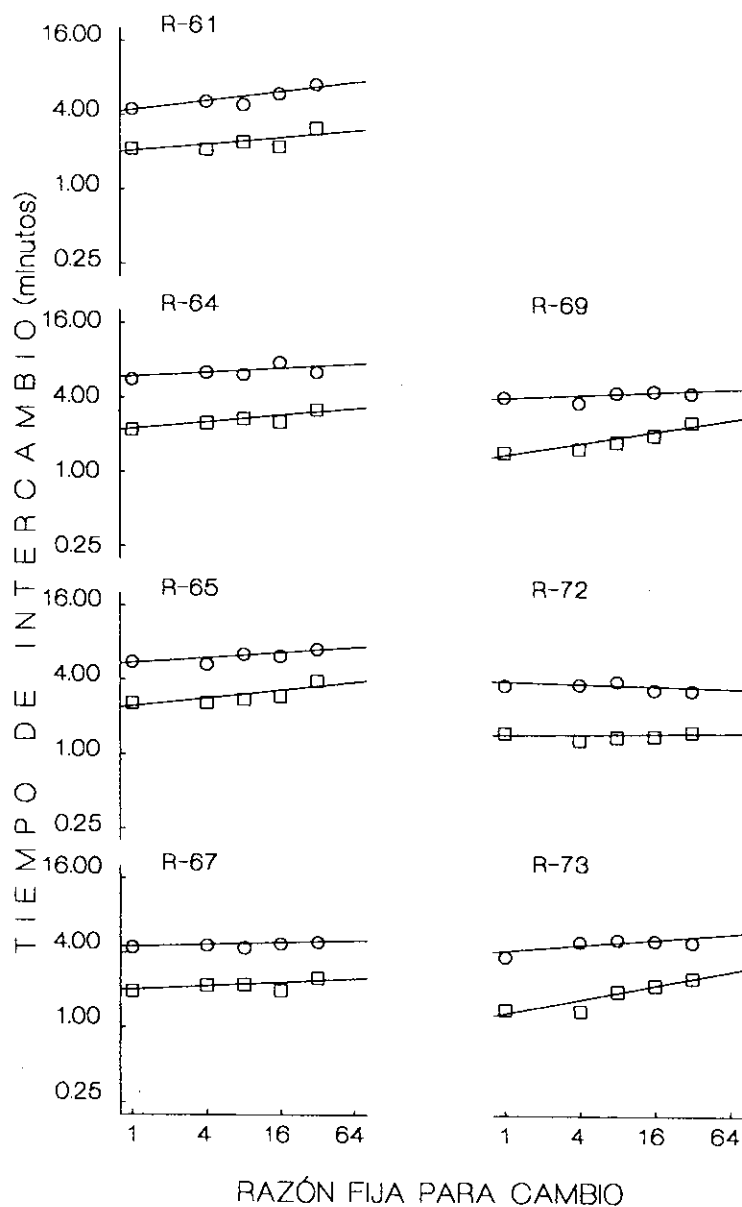 R-61
16.00
4.00
1.00
0.25
R-64
16.00
4.00
1.00
0.25
R-69
R-65
16.00
4.00
1.00
0.25
R-72
R-67
16.00
4.00
1.00
0.25
R-73
1 4 16 64
1 4 16 64
TIEMPO DE INTERCAMBIO (minutos)
RAZÓN FIJA PARA CAMBIO